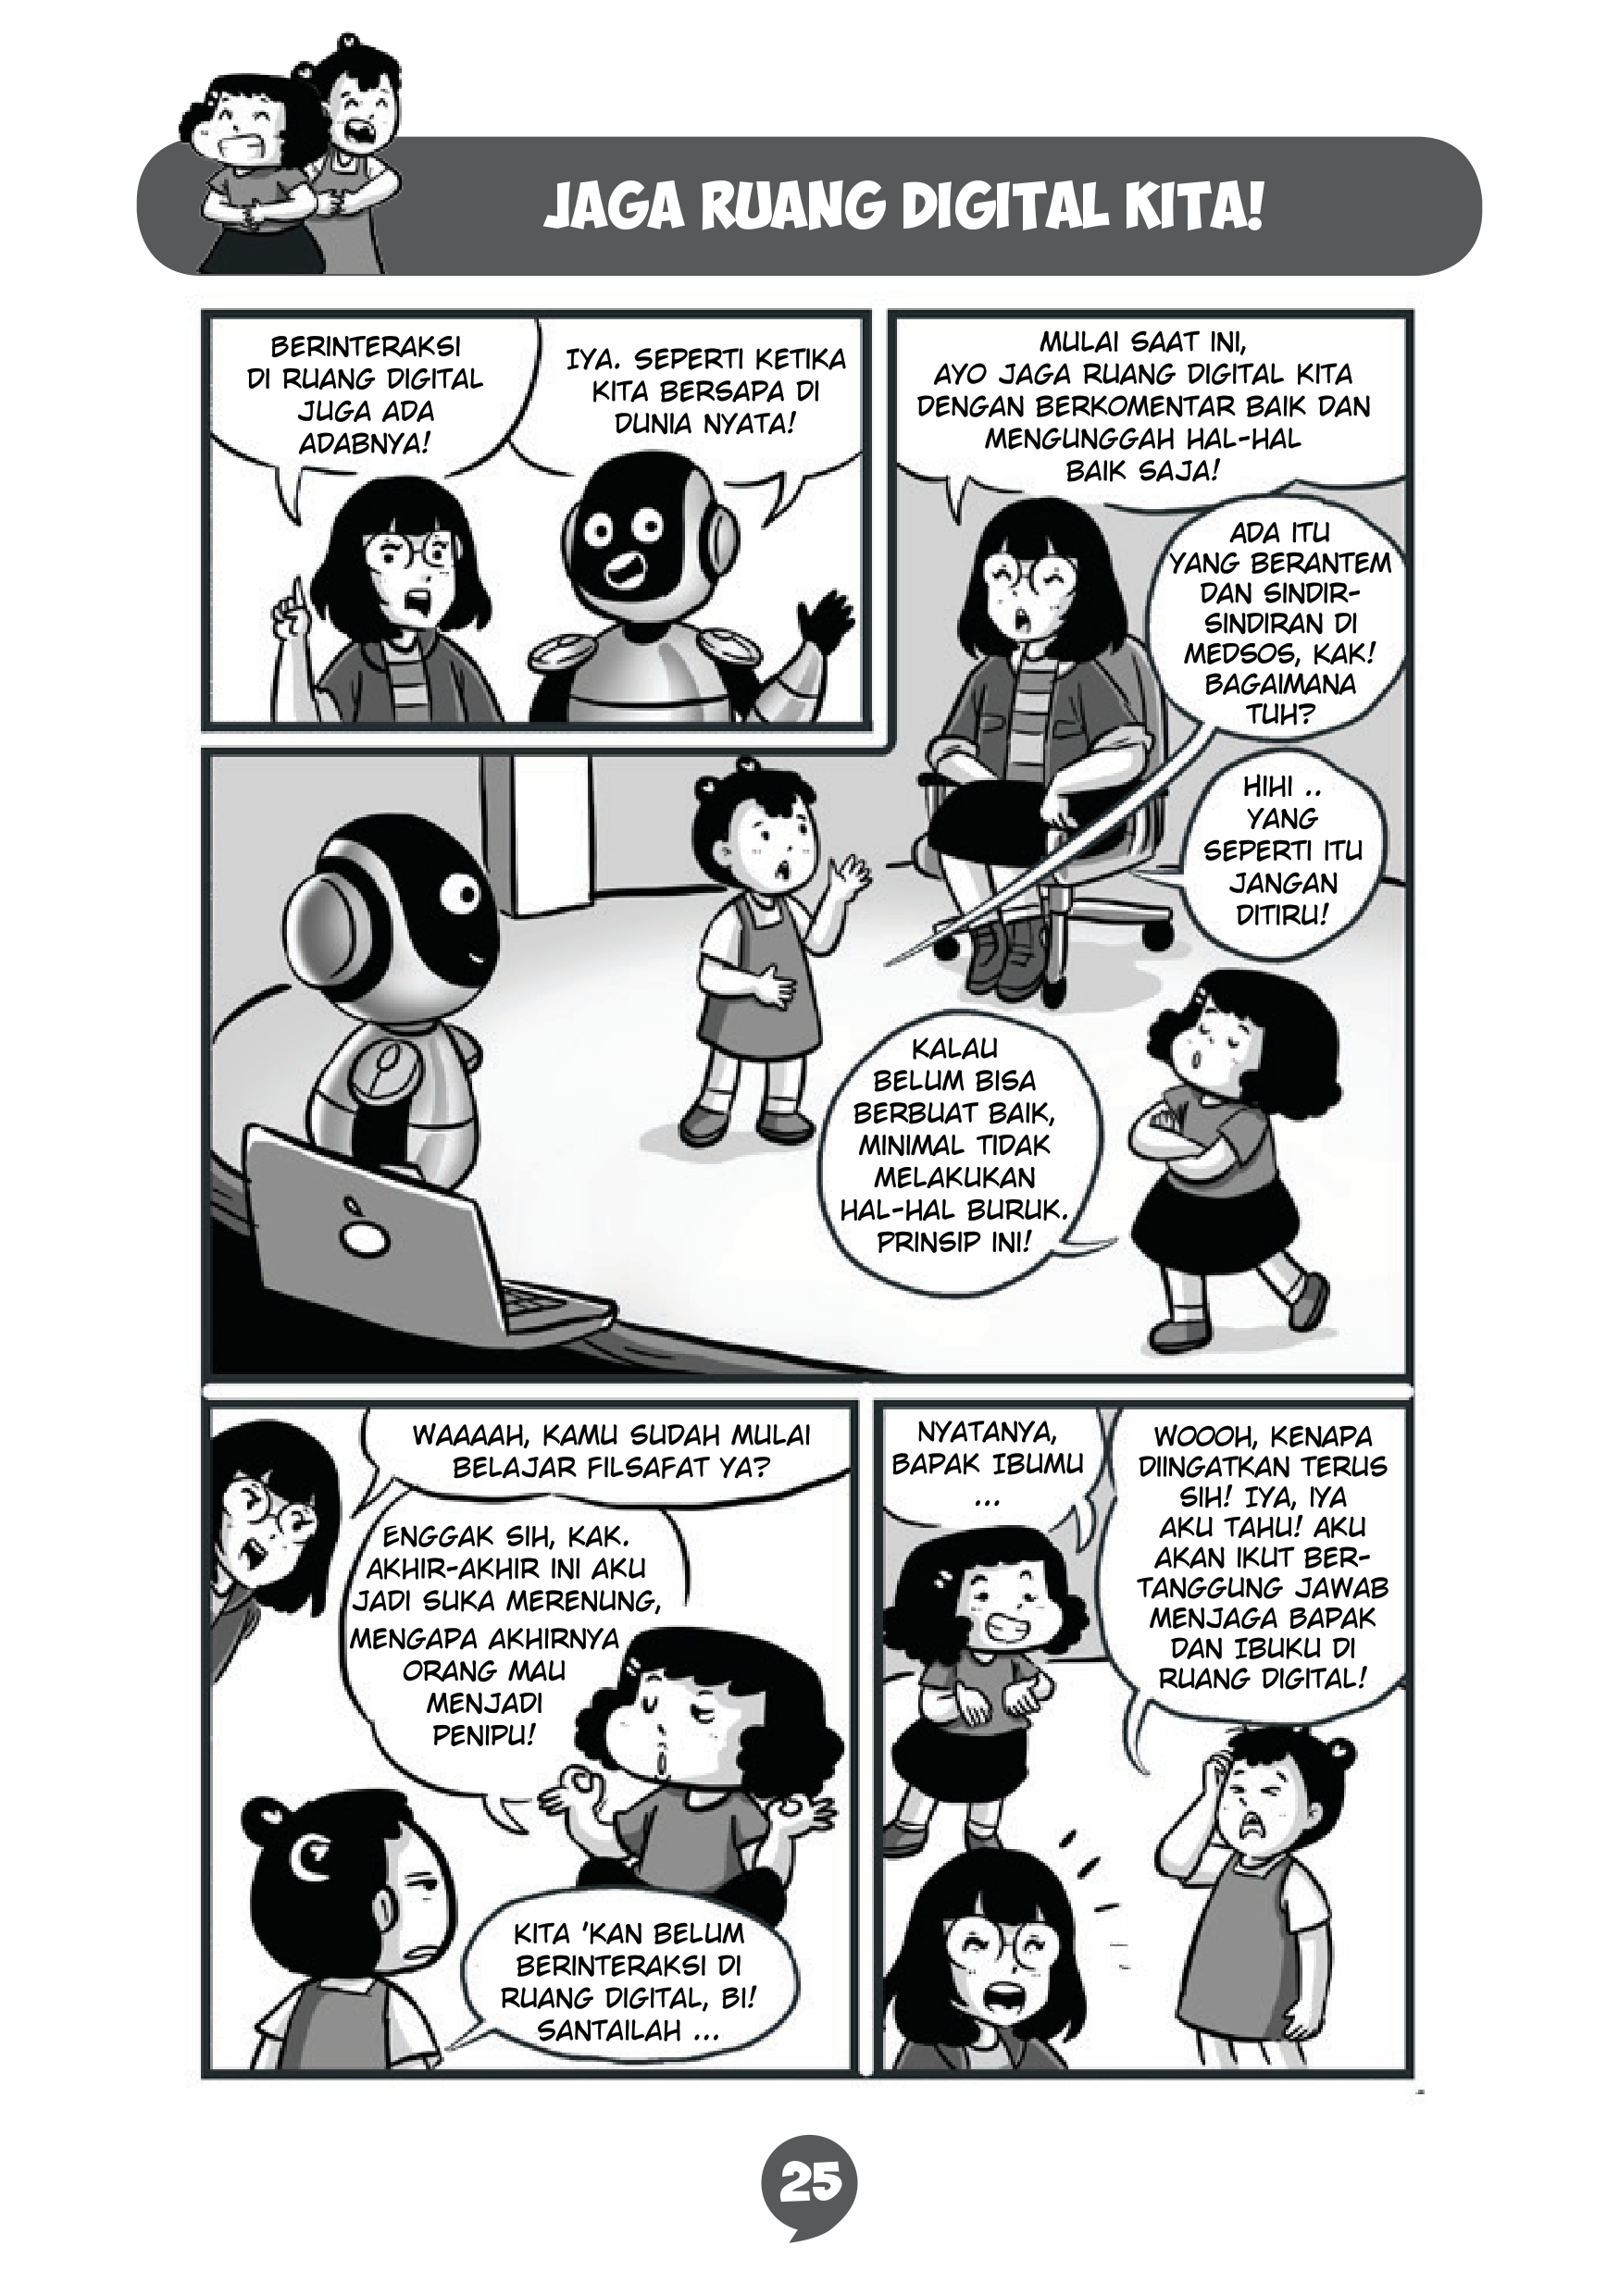 JAGA RUANG DIGITAL KITA!
BERINTERAKSI
DI RUANG DIGITAL
JUGA ADA
ADABNYA!
IYA. SEPERTI KETIKA
KITA BERSAPA DI
DUNIA NYATA!
MULAI SAAT INI,
AYO JAGA RUANG DIGITAL KITA
DENGAN BERKOMENTAR BAIK DAN
MENGUNGGAH HAL-HAL
BAIK SAJA!
ADA ITU
YANG BERANTEM
DAN SINDIR-
SINDIRAN DI
MEDSOS, KAK!
BAGAIMANA
TUH?
HIHI ..
YANG
SEPERTI ITU
JANGAN
DITIRU!
KALAU
BELUM BISA
BERBUAT BAIK,
MINIMAL TIDAK
MELAKUKAN
HAL-HAL BURUK.
PRINSIP INI!
WAAAAH, KAMU SUDAH MULAI
BELAJAR FILSAFAT YA?
ENGGAK SIH, KAK.
AKHIR-AKHIR INI AKU
JADI SUKA MERENUNG,
MENGAPA AKHIRNYA
ORANG MAU
MENJADI
PENIPU!
KITA 'KAN BELUM
BERINTERAKSI DI
RUANG DIGITAL, BI!
SANTAILAH ...
NYATANYA,
BAPAK IBUMU
...
WOOOH, KENAPA
DIINGATKAN TERUS
SIH! IYA, IYA
AKU TAHU! AKU
AKAN IKUT BER-
TANGGUNG JAWAB
MENJAGA BAPAK
DAN IBUKU DI
RUANG DIGITAL!
25